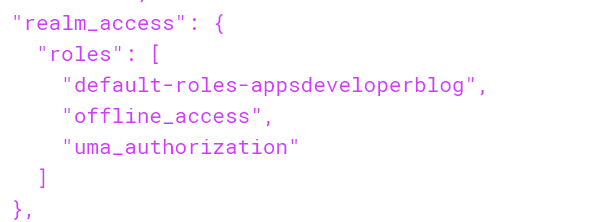 "realm_access": {
"roles": [
"default-roles-appsdeveloperblog",
"offline_access",
"uma_authorization"
]
},